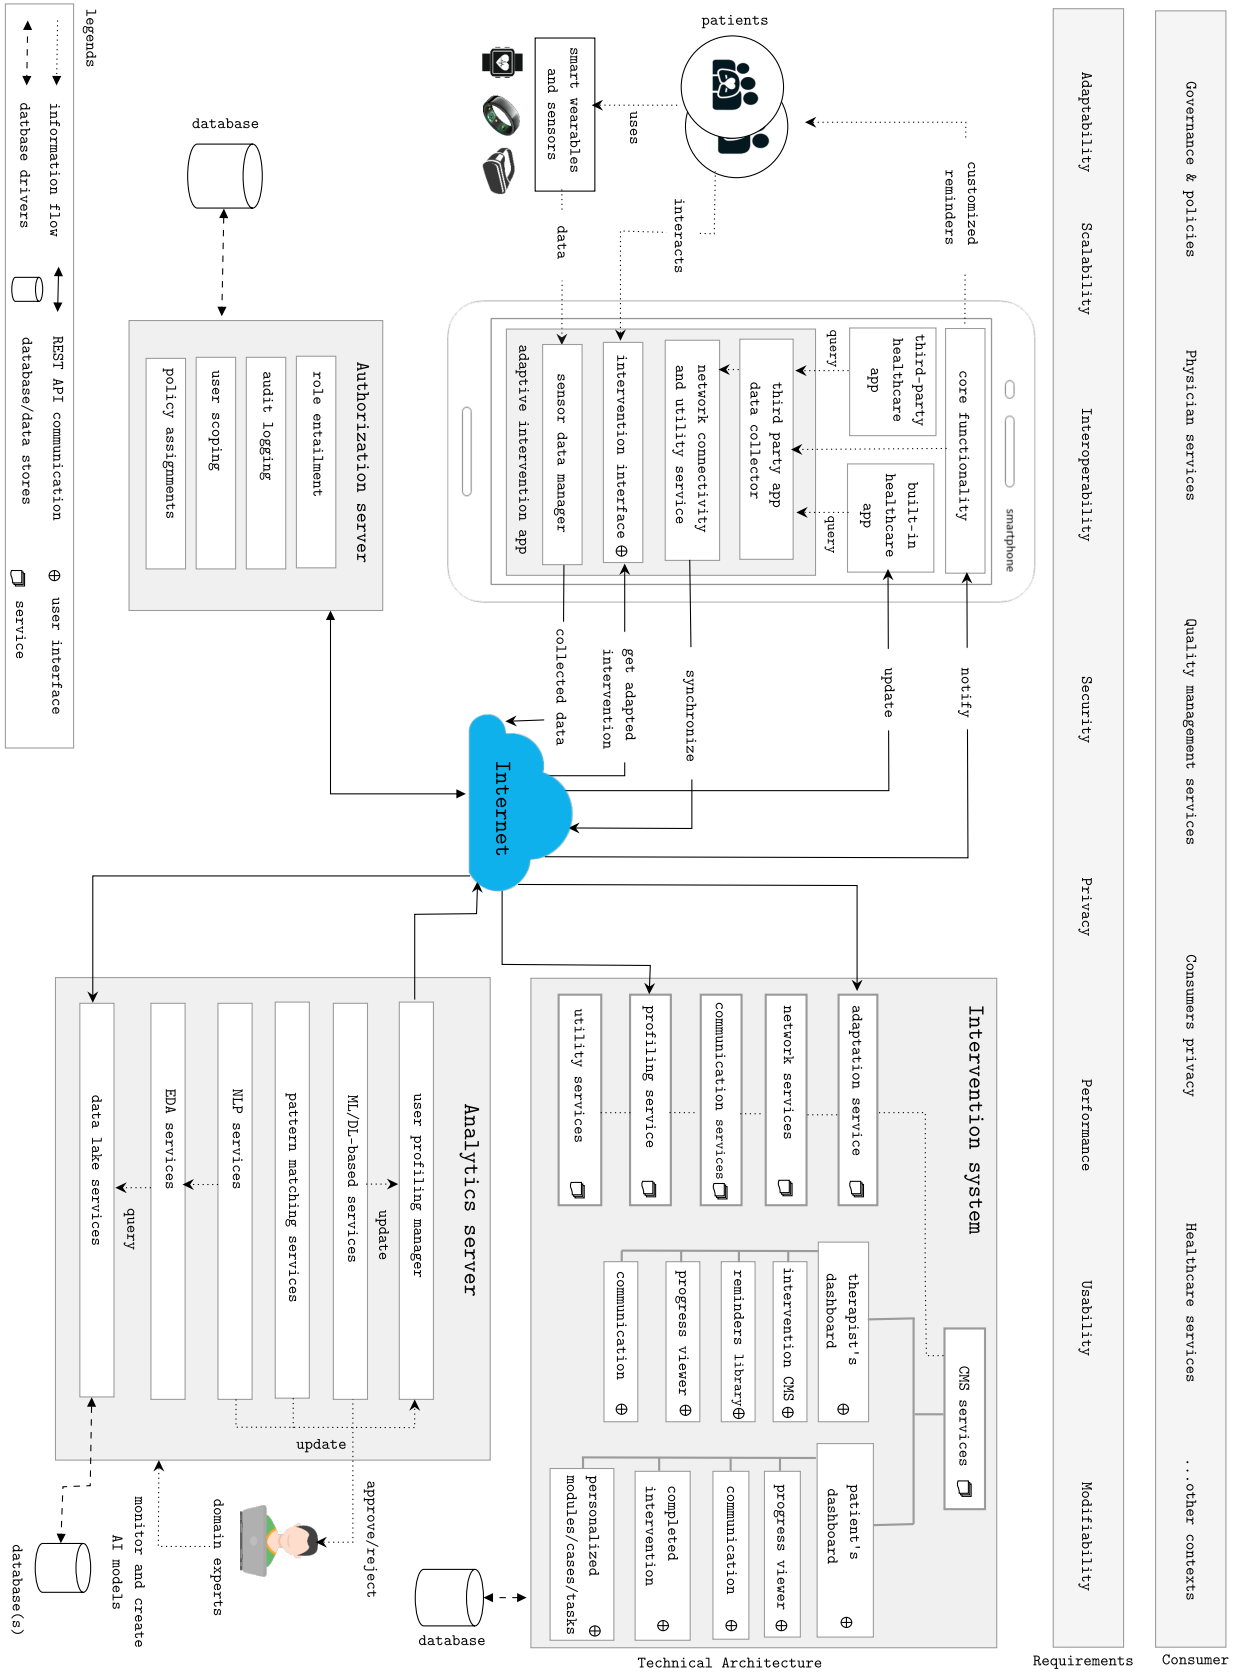 Governance & policies
Physician services
Quality management services
Consumers privacy
Healthcare services
...other contexts
Consumer
Adaptability
Scalability
Interoperability
Security
Privacy
Performance
Usability
Modifiability
Requirements
patients
smart wearables
and sensors
uses
interacts
data
customized
reminders
smartphone
core functionality
third-party
healthcare
app
built-in
healthcare
app
query
query
third party app
data collector
network connectivity
and utility service
intervention interface
sensor data manager
adaptive intervention app
notify
update
synchronize
get adapted
intervention
collected data
Internet
database
Authorization server
role entailment
audit logging
user scoping
policy assignments
legends
information flow
datbase drivers
REST API communication
database/data stores
user interface
service
Intervention system
adaptation service
network services
communication services
profiling service
utility services
CMS services
therapist's
dashboard
intervention CMS
reminders library
progress viewer
communication
patient's
dashboard
progress viewer
communication
completed
intervention
personalized
modules/cases/tasks
Technical Architecture
database
Analytics server
user profiling manager
update
ML/DL-based services
pattern matching services
NLP services
EDA services
query
data lake services
update
approve/reject
domain experts
monitor and create
AI models
database(s)